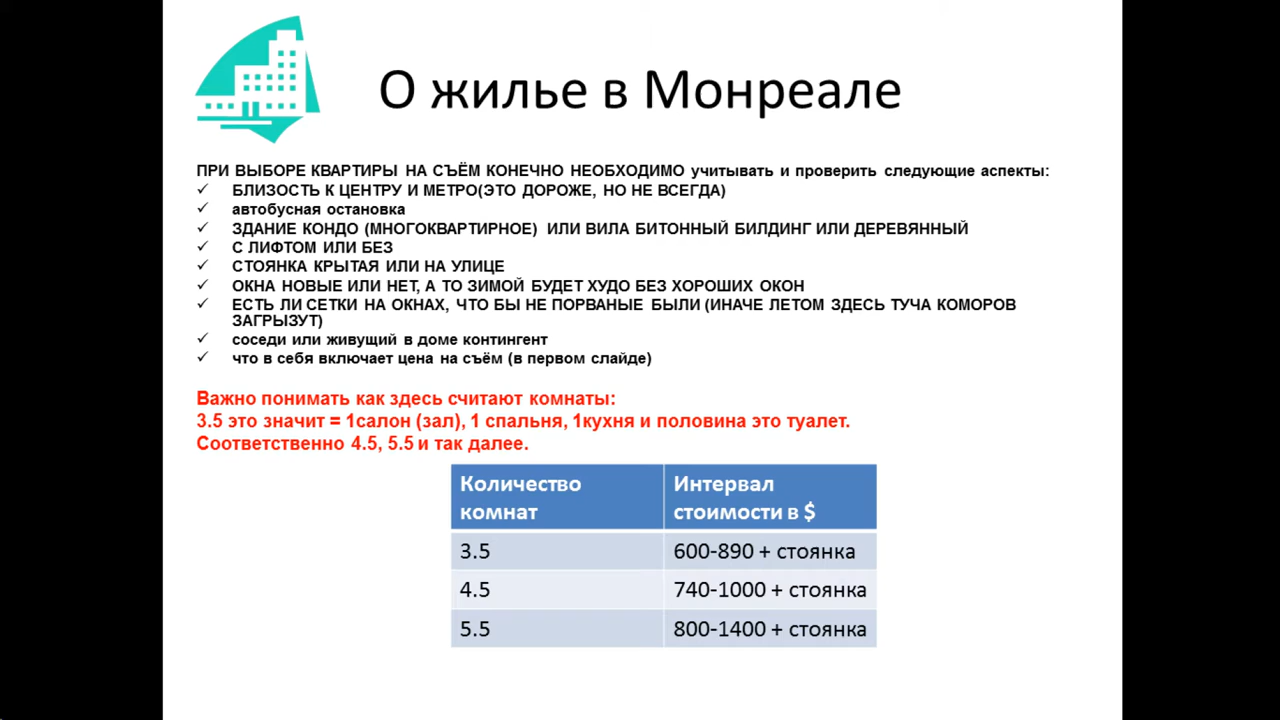 О жилье в Монреале
ПРИ ВЫБОРЕ КВАРТИРЫ НА СЪЁМ КОНЕЧНО НЕОБХОДИМО учитывать и проверить следующие аспекты:
✓ БЛИЗОСТЬ К ЦЕНТРУ И МЕТРО(ЭТО ДОРОЖЕ, НО НЕ ВСЕГДА)
✓ автобусная остановка
✓ ЗДАНИЕ КОНДО (МНОГОКВАРТИРНОЕ) ИЛИ ВИЛА БИТОННЫЙ БИЛДИНГ ИЛИ ДЕРЕВЯННЫЙ
✓ С ЛИФТОМ ИЛИ БЕЗ
✓ СТОЯНКА КРЫТАЯ ИЛИ НА УЛИЦЕ
✓ ОКНА НОВЫЕ ИЛИ НЕТ, А ТО ЗИМОЙ БУДЕТ ХУДО БЕЗ ХОРОШИХ ОКОН
✓ ЕСТЬ ЛИ СЕТКИ НА ОКНАХ, ЧТО БЫ НЕ ПОРВАНЫЕ БЫЛИ (ИНАЧЕ ЛЕТОМ ЗДЕСЬ ТУЧА КОМОРОВ
ЗАГРЫЗУТ)
✓ соседи или живущий в доме контингент
✓ что в себя включает цена на съём (в первом слайде)
Важно понимать как здесь считают комнаты:
3.5 это значит = 1салон (зал), 1 спальня, 1кухня и половина это туалет.
Соответственно 4.5, 5.5 и так далее.
Количество комнат
Интервал стоимости в $
3.5 600-890 + стоянка
4.5 740-1000 + стоянка
5.5 800-1400 + стоянка